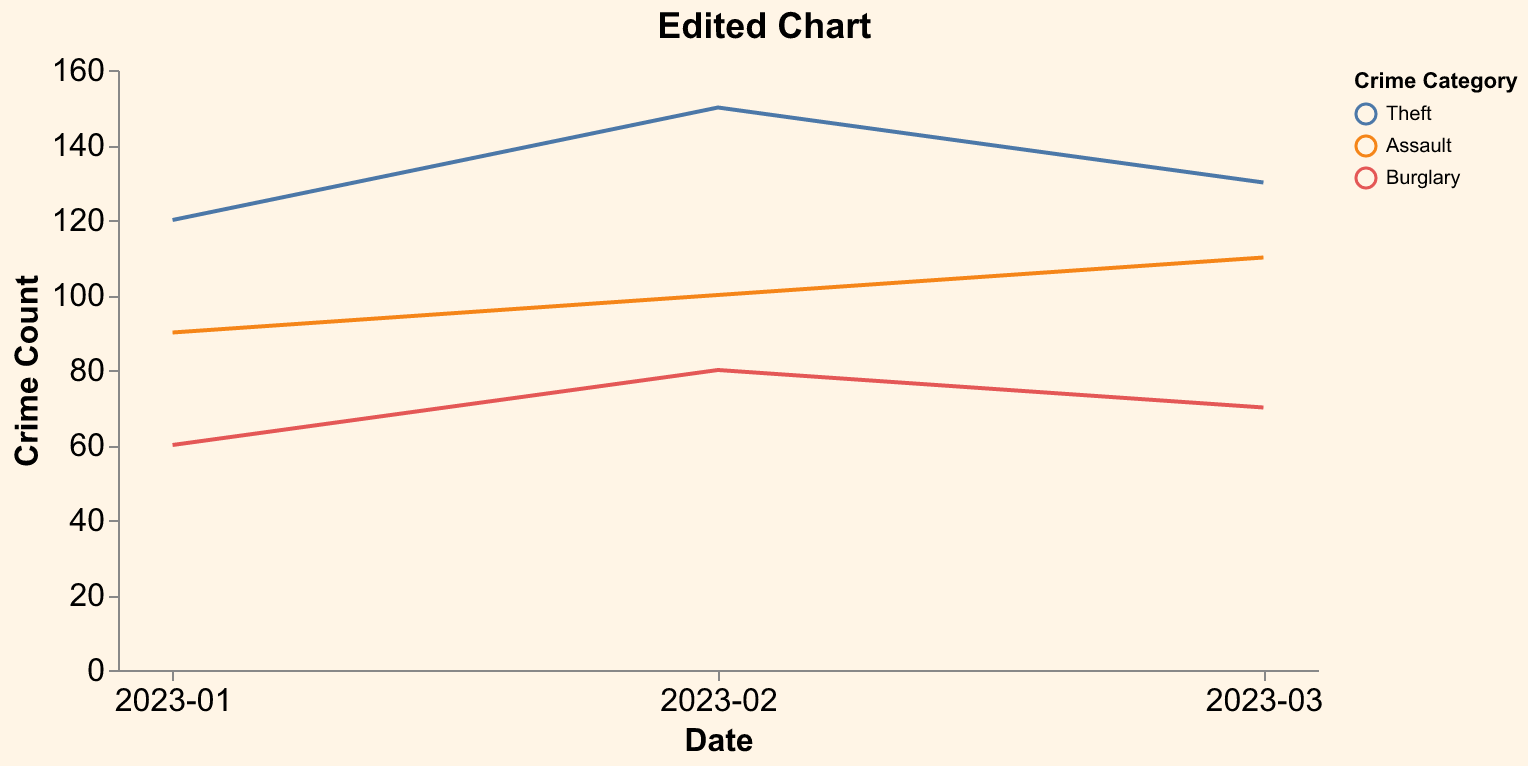 Edited Chart
Crime Count
160
140
120
100
80
60
40
20
0
2023-01
2023-02
2023-03
Date
Crime Category
Theft
Assault
Burglary